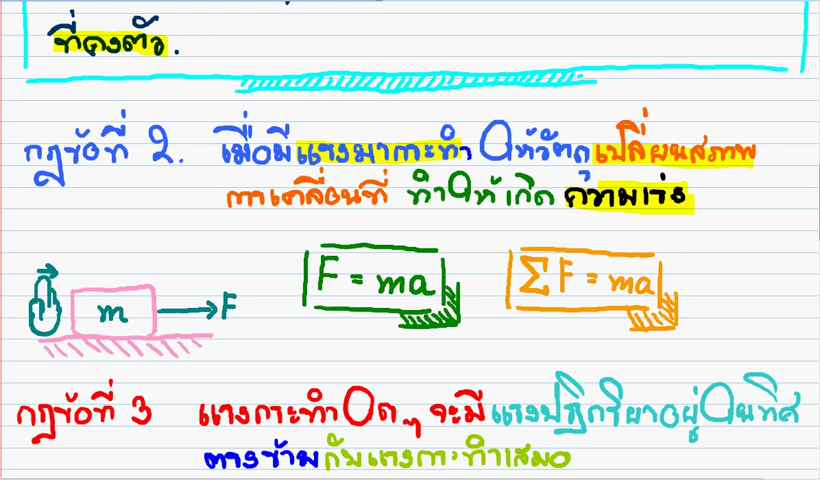 ที่คงตัว.
กฎข้อที่ 2. เมื่อมีแรงมากระทำ ให้วัตถุเปลี่ยนสภาพ
การเคลื่อนที่ ทำให้เกิด ความเร่ง
m F
F = ma
Σ F = ma
กฎข้อที่ 3 แรงกระทำใดๆ จะมีแรงปฏิกริยาอยู่ในทิศ
ตรงข้ามกับแรงกระทำเสมอ